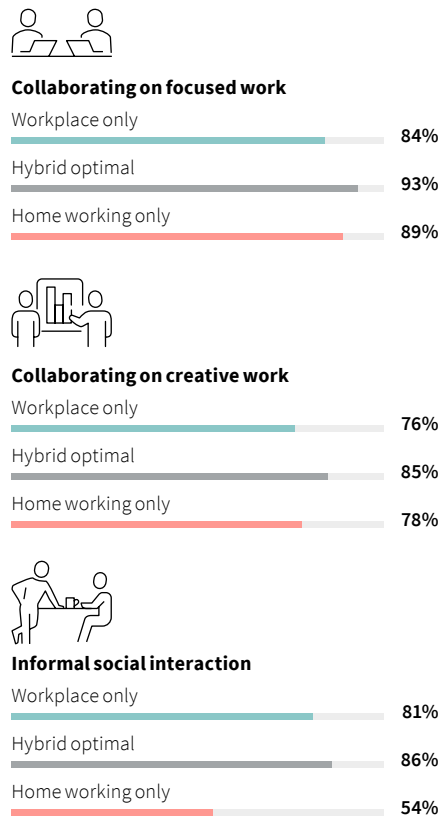 Collaborating on focused work
Workplace only
84%
Hybrid optimal
93%
Home working only
89%
Collaborating on creative work
Workplace only
76%
Hybrid optimal
85%
Home working only
78%
Informal social interaction
Workplace only
81%
Hybrid optimal
86%
Home working only
54%